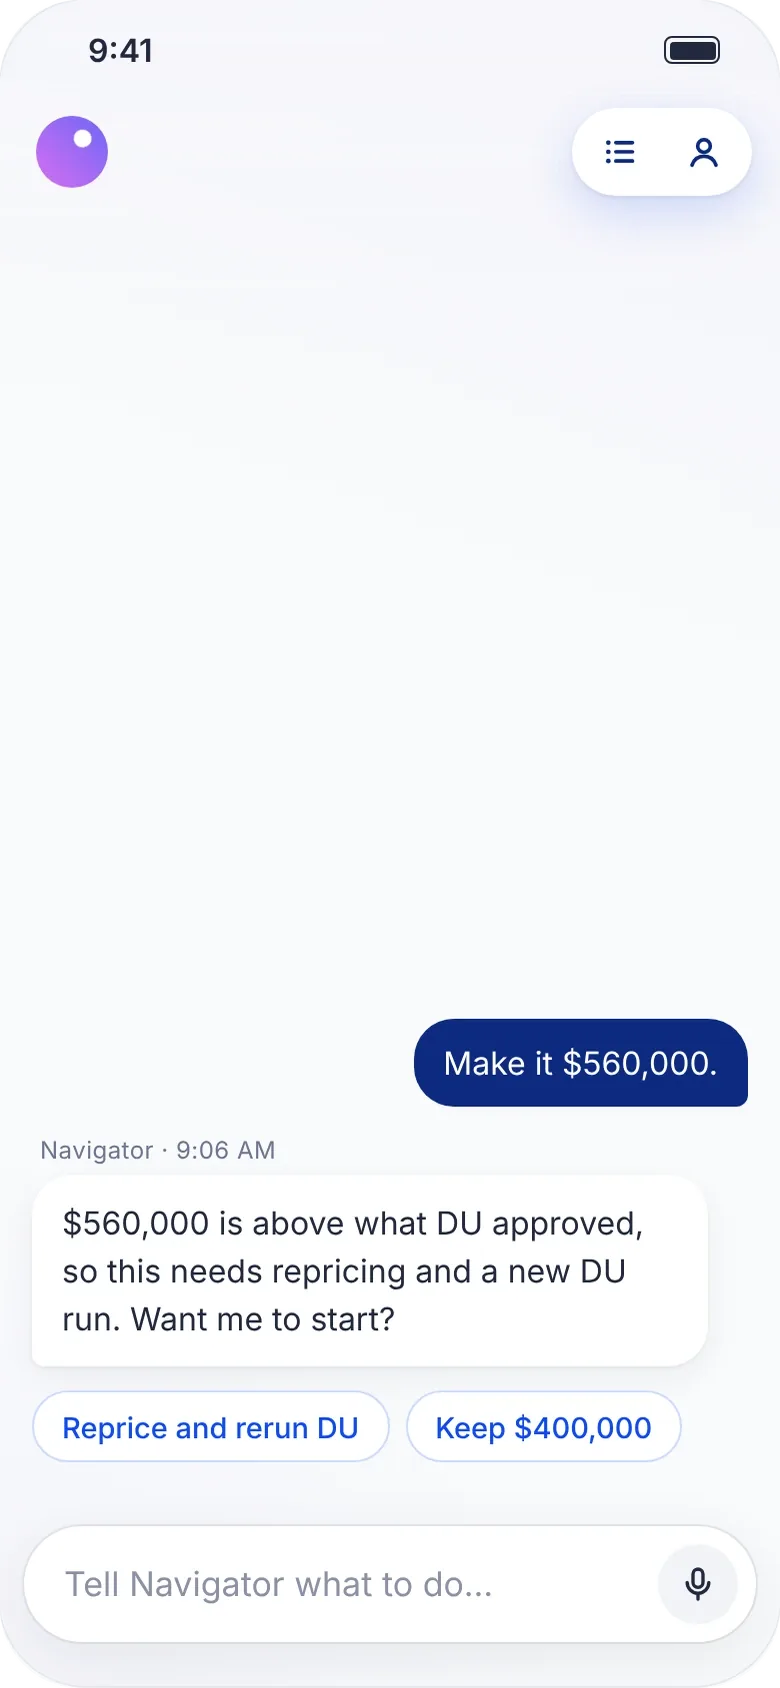 9:41
Make it $560,000.
Navigator · 9:06 AM
$560,000 is above what DU approved,
so this needs repricing and a new DU
run. Want me to start?
Reprice and rerun DU
Keep $400,000
Tell Navigator what to do...